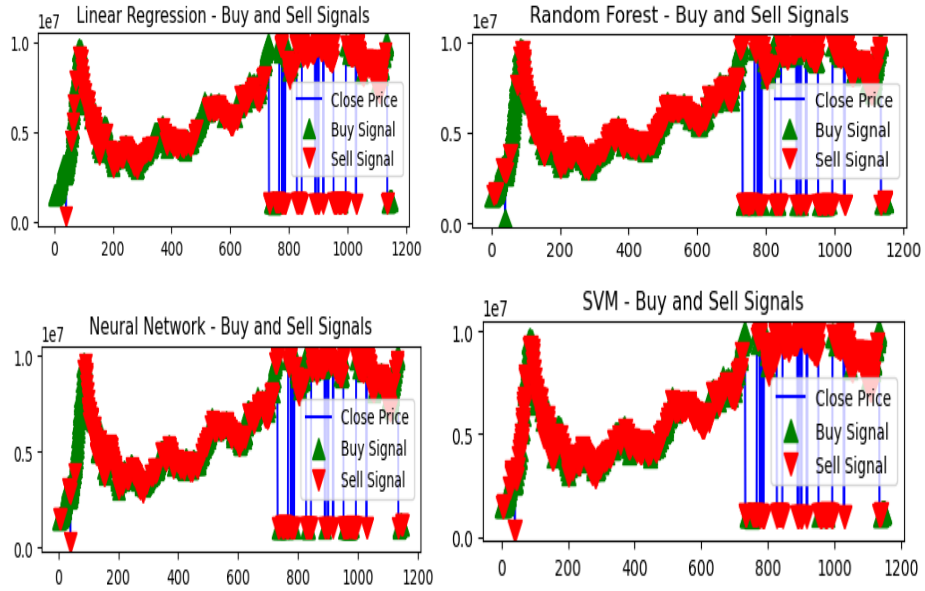 Linear Regression - Buy and Sell Signals
1e7
1.0
0.5
0.0
Close Price
Buy Signal
Sell Signal
0 200 400 600 800 1000 1200
Random Forest - Buy and Sell Signals
1e7
1.0
0.5
0.0
Close Price
Buy Signal
Sell Signal
0 200 400 600 800 1000 1200
Neural Network - Buy and Sell Signals
1e7
1.0
0.5
0.0
Close Price
Buy Signal
Sell Signal
0 200 400 600 800 1000 1200
SVM - Buy and Sell Signals
1e7
1.0
0.5
0.0
Close Price
Buy Signal
Sell Signal
0 200 400 600 800 1000 1200